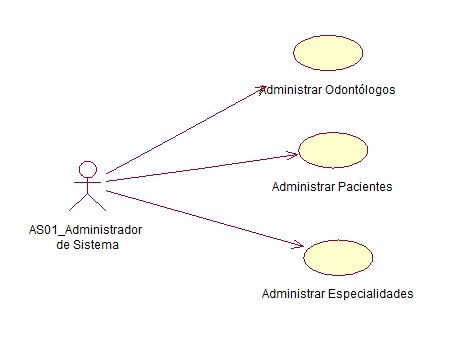 Administrar Odontólogos
Administrar Pacientes
AS01_Administrador
de Sistema
Administrar Especialidades